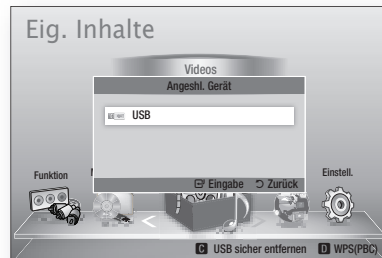 Eig. Inhalte
Videos
Angeshl. Gerät
USB
Funktion
Einstell.
Eingabe Zurück
C USB sicher entfernen D WPS(PBC)